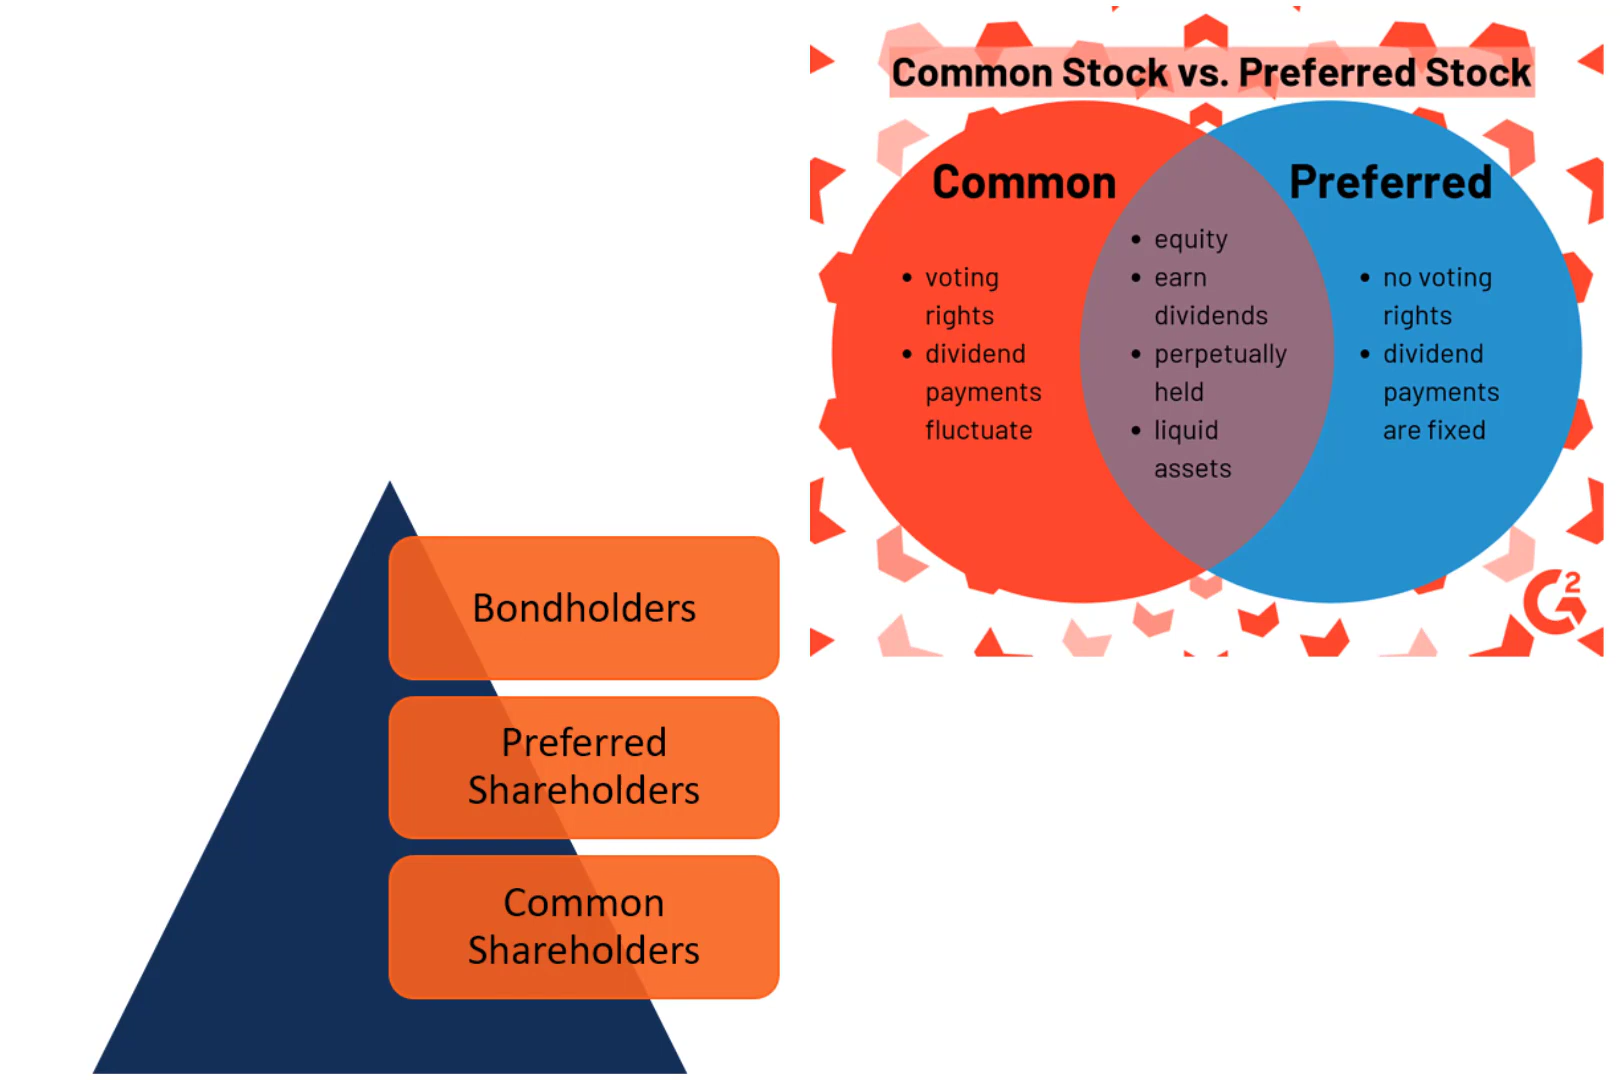 Common Stock vs. Preferred Stock
Common
• voting
rights
• dividend
payments
fluctuate
• equity
• earn
dividends
• perpetually
held
• liquid
assets
Preferred
• no voting
rights
• dividend
payments
are fixed
G2
Bondholders
Preferred
Shareholders
Common
Shareholders